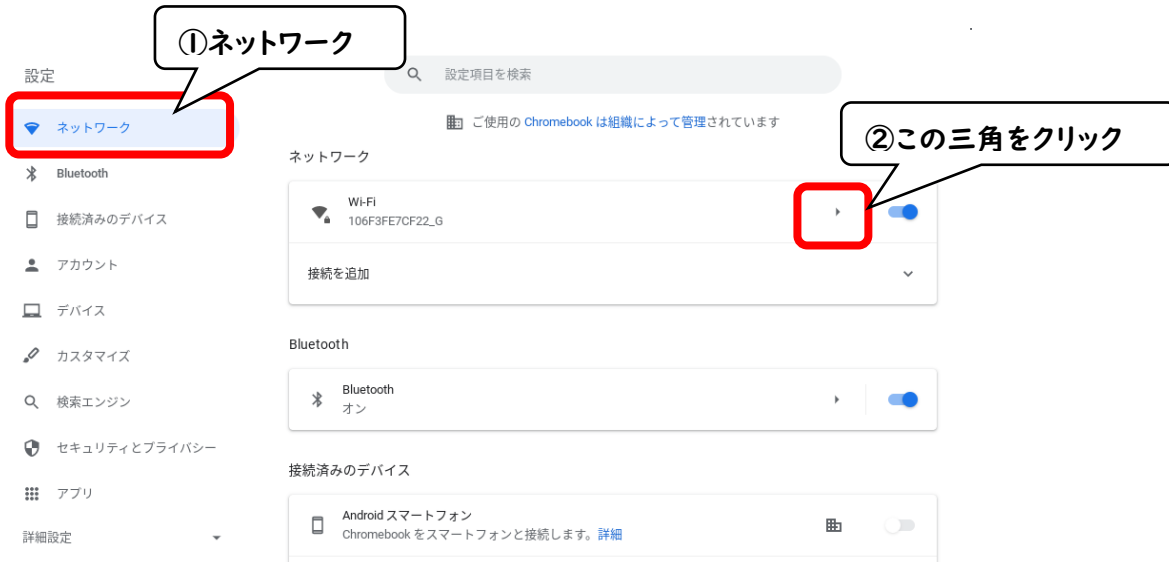 ①ネットワーク
設定
設定項目を検索
ネットワーク
ご使用の Chromebook は組織によって管理されています
②この三角をクリック
ネットワーク
Bluetooth
Wi-Fi
106F3FE7CF22_G
接続済みのデバイス
アカウント
接続を追加
デバイス
Bluetooth
カスタマイズ
Bluetooth
オン
検索エンジン
セキュリティとプライバシー
接続済みのデバイス
アプリ
Android スマートフォン
Chromebook をスマートフォンと接続します。詳細
詳細設定